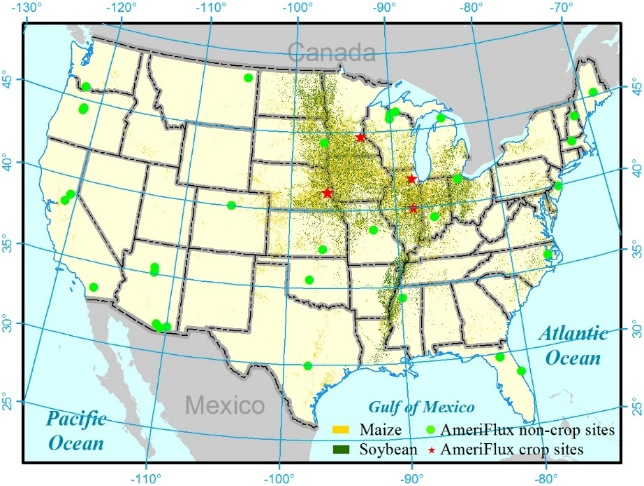 -130 -120 -110 -100 -90 -80 -70
Canada
45° 45°
40° 40°
35° 35°
30° 30°
25° 25°
Atlantic
Ocean
Mexico
Gulf of Mexico
Pacific
Ocean
Maize AmeriFlux non-crop sites
Soybean AmeriFlux crop sites
-110 -100 -90 -80